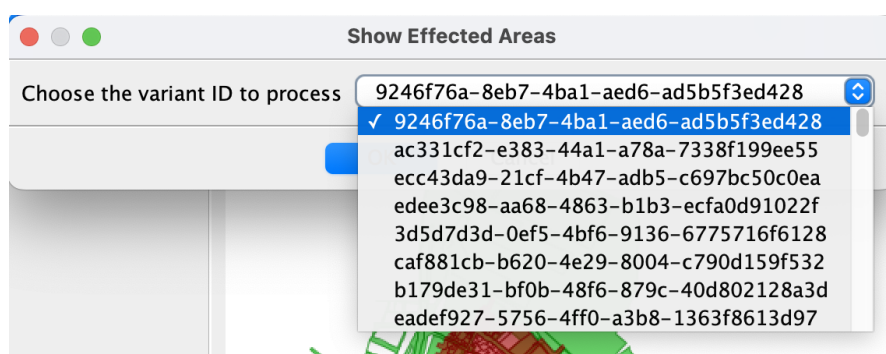 Show Effected Areas
Choose the variant ID to process 9246f76a-8eb7-4ba1-aed6-ad5b5f3ed428
✓ 9246f76a-8eb7-4ba1-aed6-ad5b5f3ed428
ac331cf2-e383-44a1-a78a-7338f199ee55
ecc43da9-21cf-4b47-adb5-c697bc50c0ea
edee3c98-aa68-4863-b1b3-ecfa0d91022f
3d5d7d3d-0ef5-4bf6-9136-6775716f6128
caf881cb-b620-4e29-8004-c790d159f532
b179de31-bf0b-48f6-879c-40d802128a3d
eadef927-5756-4ff0-a3b8-1363f8613d97